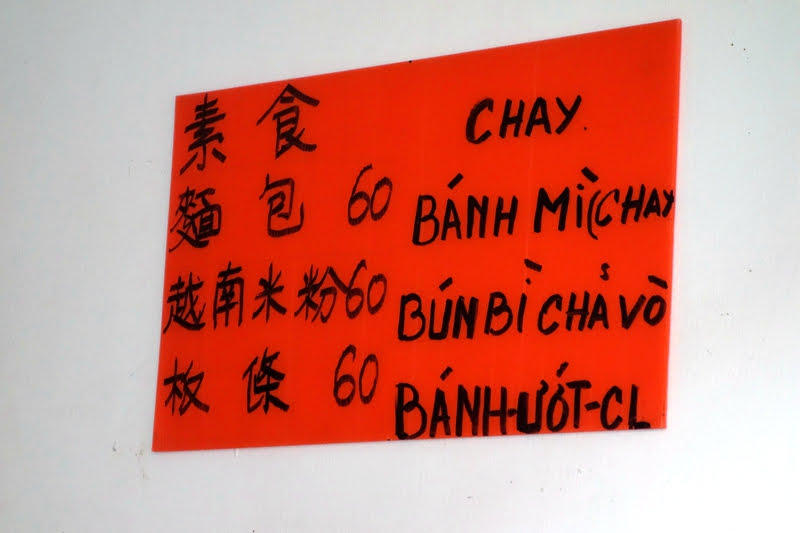 素食 CHAY.
麵包 60 BÁNH MÌ (CHAY
越南米粉 60 BÚN BÌ CHẢ VÒ
板條 60 BÁNH-ƯỚT-CL